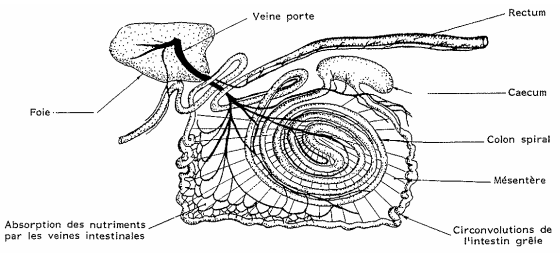 Veine porte
Rectum
Foie
Caecum
Colon spiral
Mésentère
Absorption des nutriments
par les veines intestinales
Circonvolutions de
l'intestin grêle